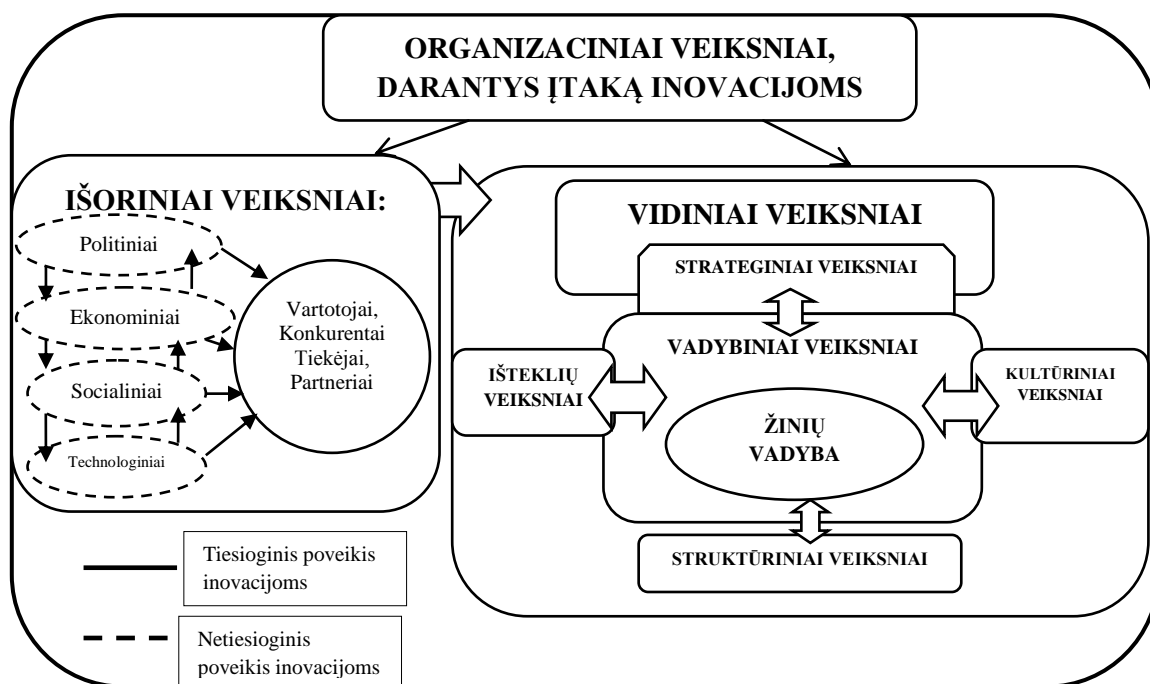 ORGANIZACINIAI VEIKSNIAI,
DARANTYS ĮTAKĄ INOVACIJOMS
IŠORINIAI VEIKSNIAI:
Politiniai
Ekonominiai
Socialiniai
Technologiniai
Vartotojai,
Konkurentai
Tiekėjai,
Partneriai
VIDINIAI VEIKSNIAI
STRATEGINIAI VEIKSNIAI
VADYBINIAI VEIKSNIAI
IŠTEKLIŲ
VEIKSNIAI
KULTŪRINIAI
VEIKSNIAI
ŽINIŲ
VADYBA
STRUKTŪRINIAI VEIKSNIAI
Tiesioginis poveikis
inovacijoms
Netiesioginis
poveikis inovacijoms